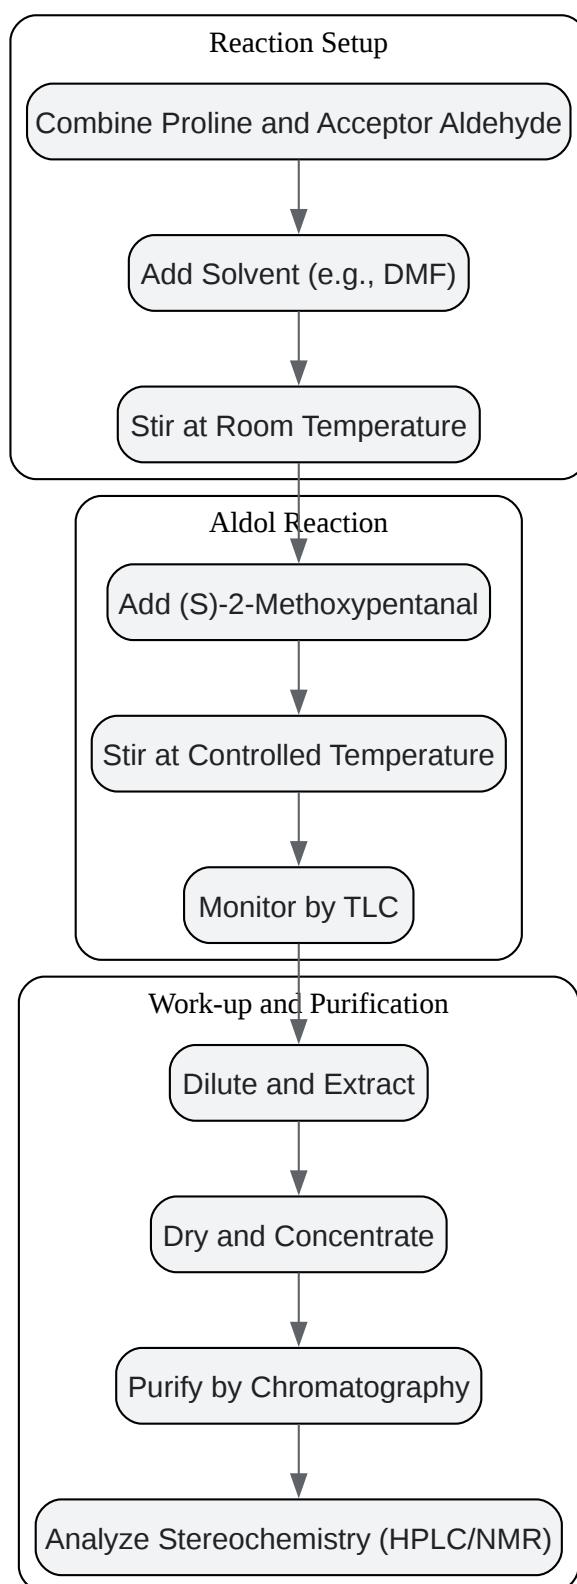 Reaction Setup
Combine Proline and Acceptor Aldehyde
Add Solvent (e.g., DMF)
Stir at Room Temperature
Aldol Reaction
Add (S)-2-Methoxypentanal
Stir at Controlled Temperature
Monitor by TLC
Work-up and Purification
Dilute and Extract
Dry and Concentrate
Purify by Chromatography
Analyze Stereochemistry (HPLC/NMR)